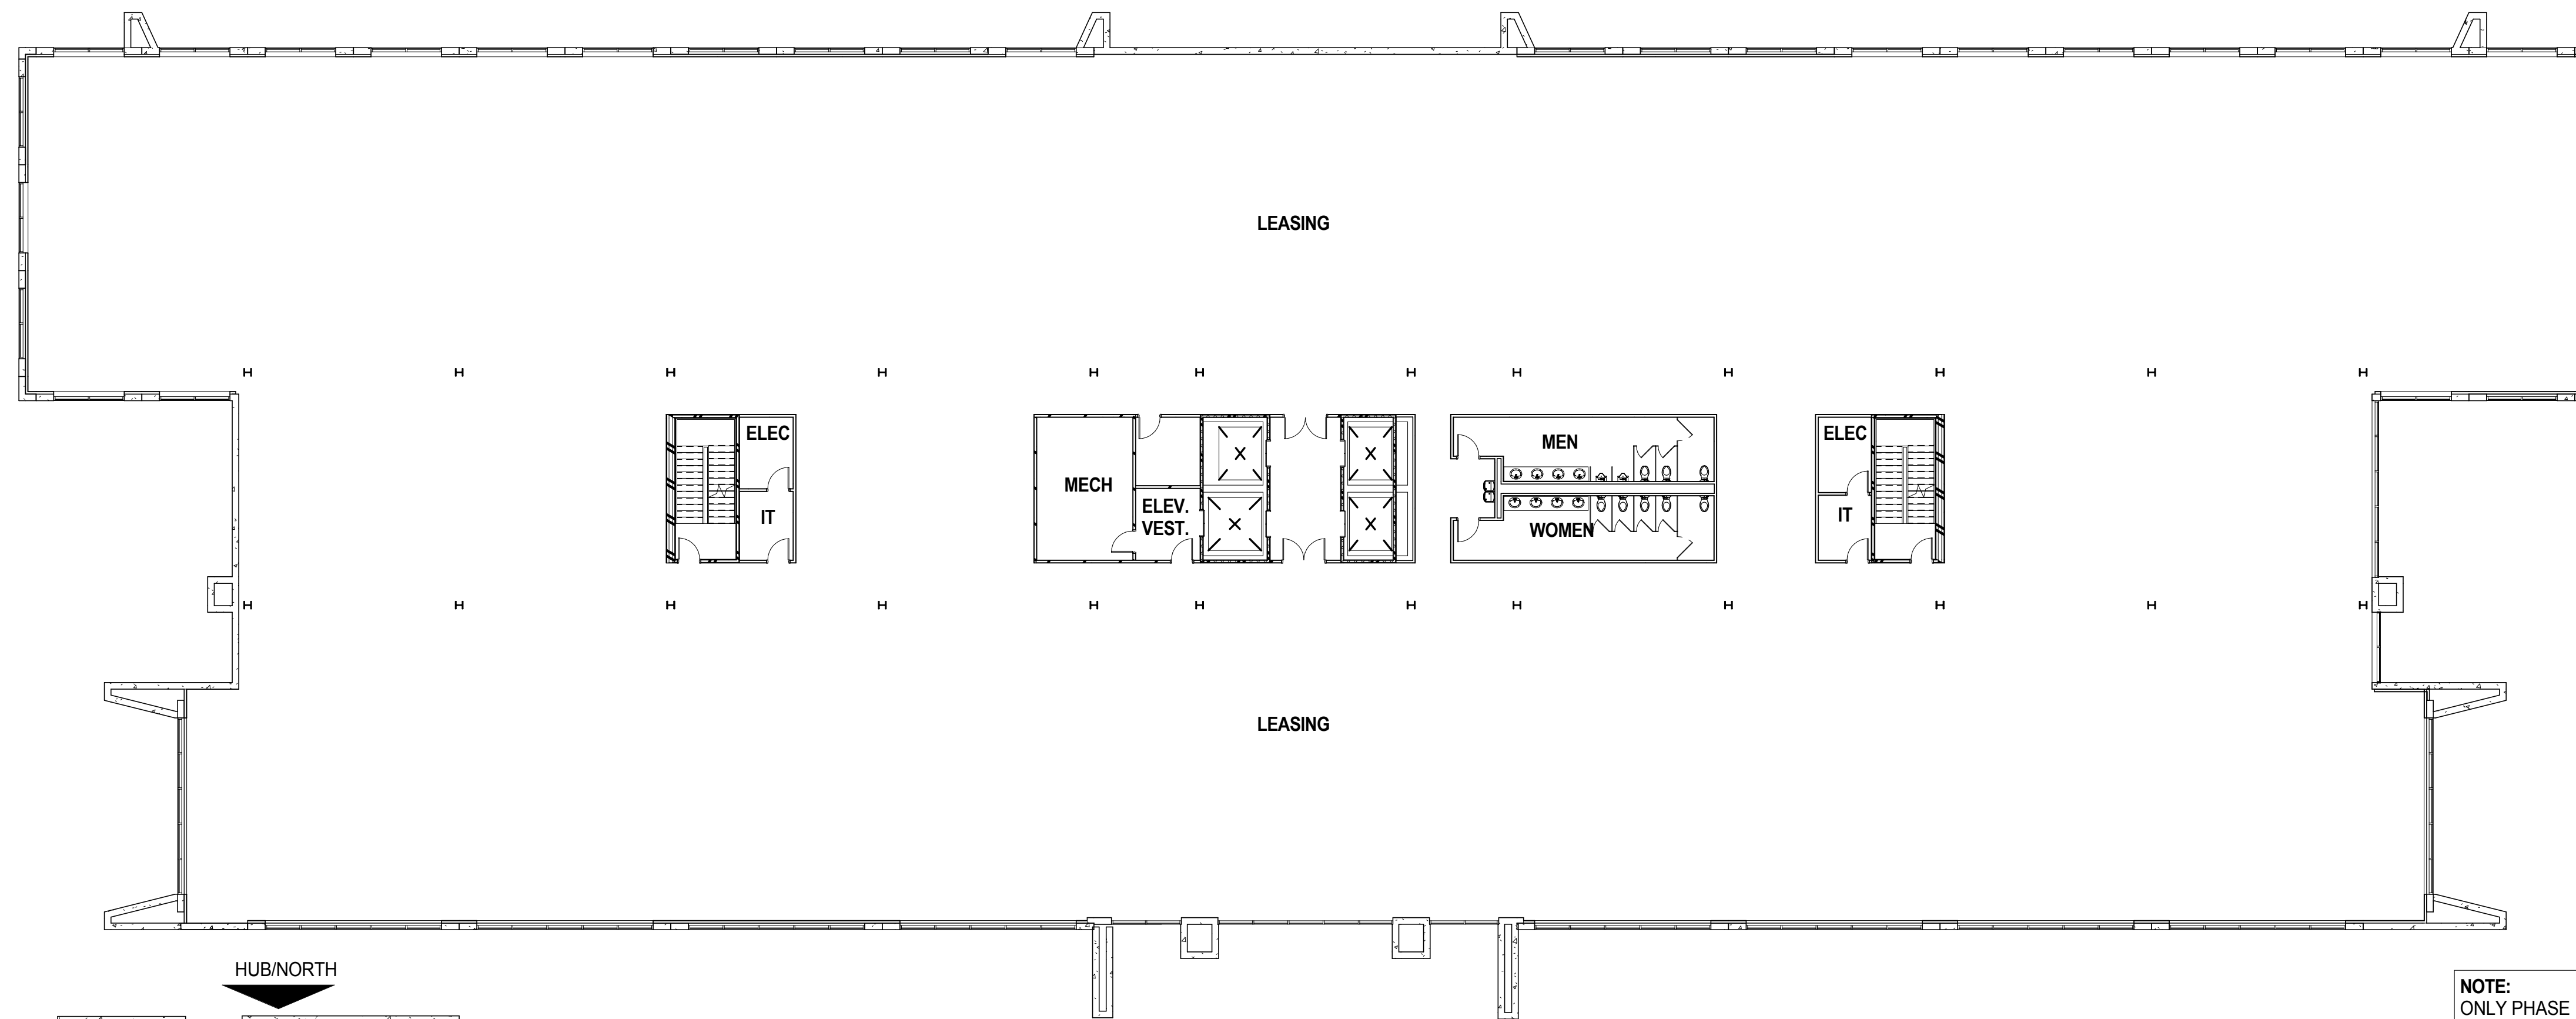 LEASING
ELEC
IT
MECH
ELEV.
VEST.
MEN
WOMEN
ELEC
IT
LEASING
HUB/NORTH
NOTE:
ONLY PHASE